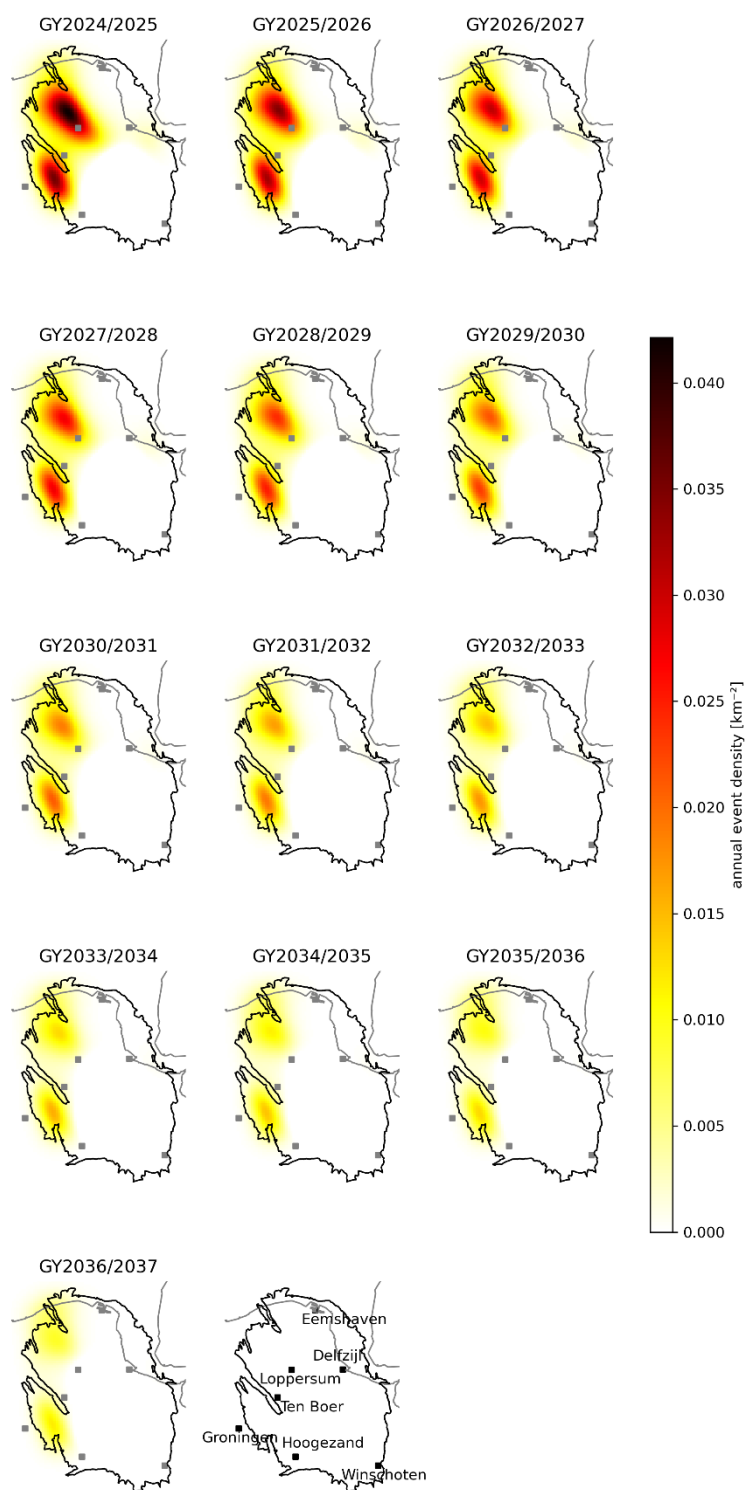 GY2024/2025 GY2025/2026 GY2026/2027
GY2027/2028 GY2028/2029 GY2029/2030
GY2030/2031 GY2031/2032 GY2032/2033
GY2033/2034 GY2034/2035 GY2035/2036
GY2036/2037
0.040
0.035
0.030
0.025
0.020
0.015
0.010
0.005
0.000
annual event density [km⁻²]
Eemshaven
Delfzijl
Loppersum
Ten Boer
Groningen
Hoogezand
Winschoten